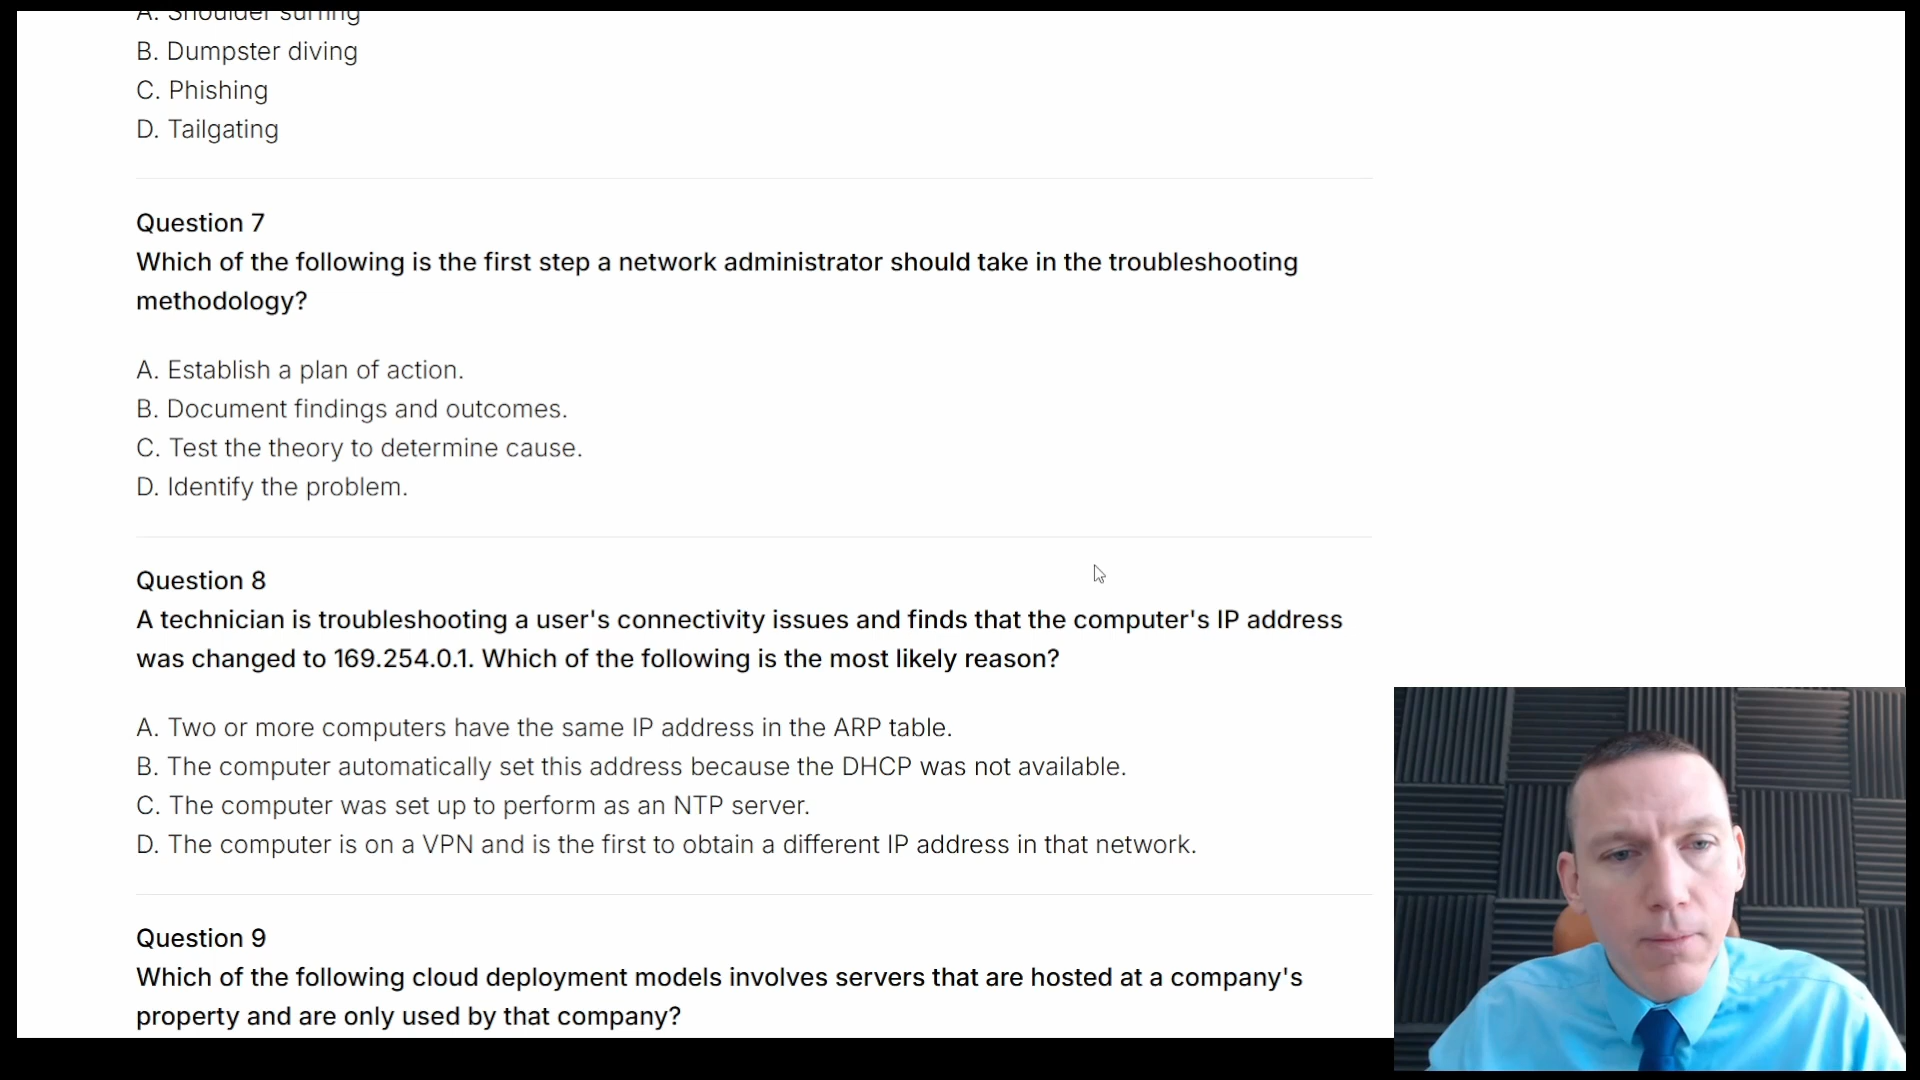 A. Shoulder surfing
B. Dumpster diving
C. Phishing
D. Tailgating
Question 7
Which of the following is the first step a network administrator should take in the troubleshooting
methodology?
A. Establish a plan of action.
B. Document findings and outcomes.
C. Test the theory to determine cause.
D. Identify the problem.
Question 8
A technician is troubleshooting a user's connectivity issues and finds that the computer's IP address
was changed to 169.254.0.1. Which of the following is the most likely reason?
A. Two or more computers have the same IP address in the ARP table.
B. The computer automatically set this address because the DHCP was not available.
C. The computer was set up to perform as an NTP server.
D. The computer is on a VPN and is the first to obtain a different IP address in that network.
Question 9
Which of the following cloud deployment models involves servers that are hosted at a company's
property and are only used by that company?